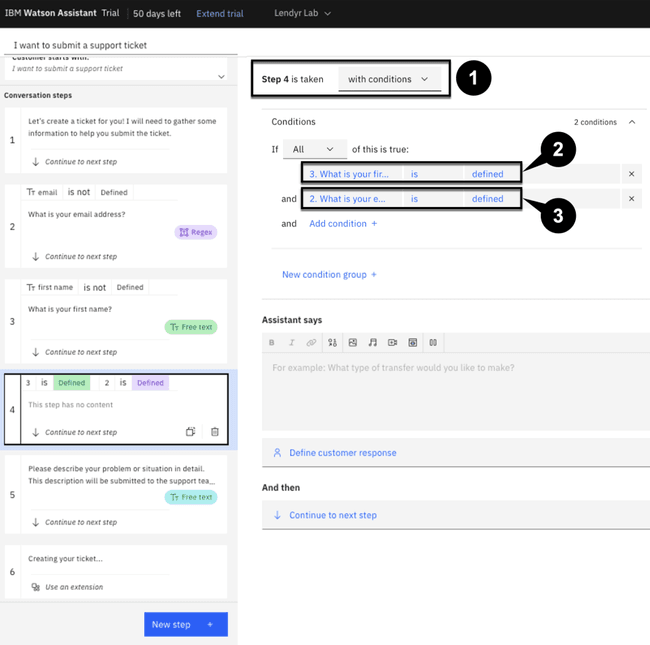 IBM Watson Assistant Trial 50 days left Extend trial Lendyr Lab
I want to submit a support ticket
Customer starts with:
I want to submit a support ticket
Conversation steps
1
Let's create a ticket for you! I will need to gather some
information to help you submit the ticket.
Continue to next step
Tт email is not Defined
2
What is your email address?
Regex
Continue to next step
Tт first name is not Defined
3
What is your first name?
Tт Free text
Continue to next step
3 is Defined 2 is Defined
4
This step has no content
Continue to next step
5
Please describe your problem or situation in detail.
This description will be submitted to the support tea...
Tт Free text
Continue to next step
6
Creating your ticket...
Use an extension
New step +
Step 4 is taken with conditions
1
Conditions 2 conditions
If All of this is true:
2
3. What is your fir... is defined ×
and 2. What is your e... is defined ×
3
and Add condition +
New condition group +
Assistant says
B I
For example: What type of transfer would you like to make?
Define customer response
And then
Continue to next step